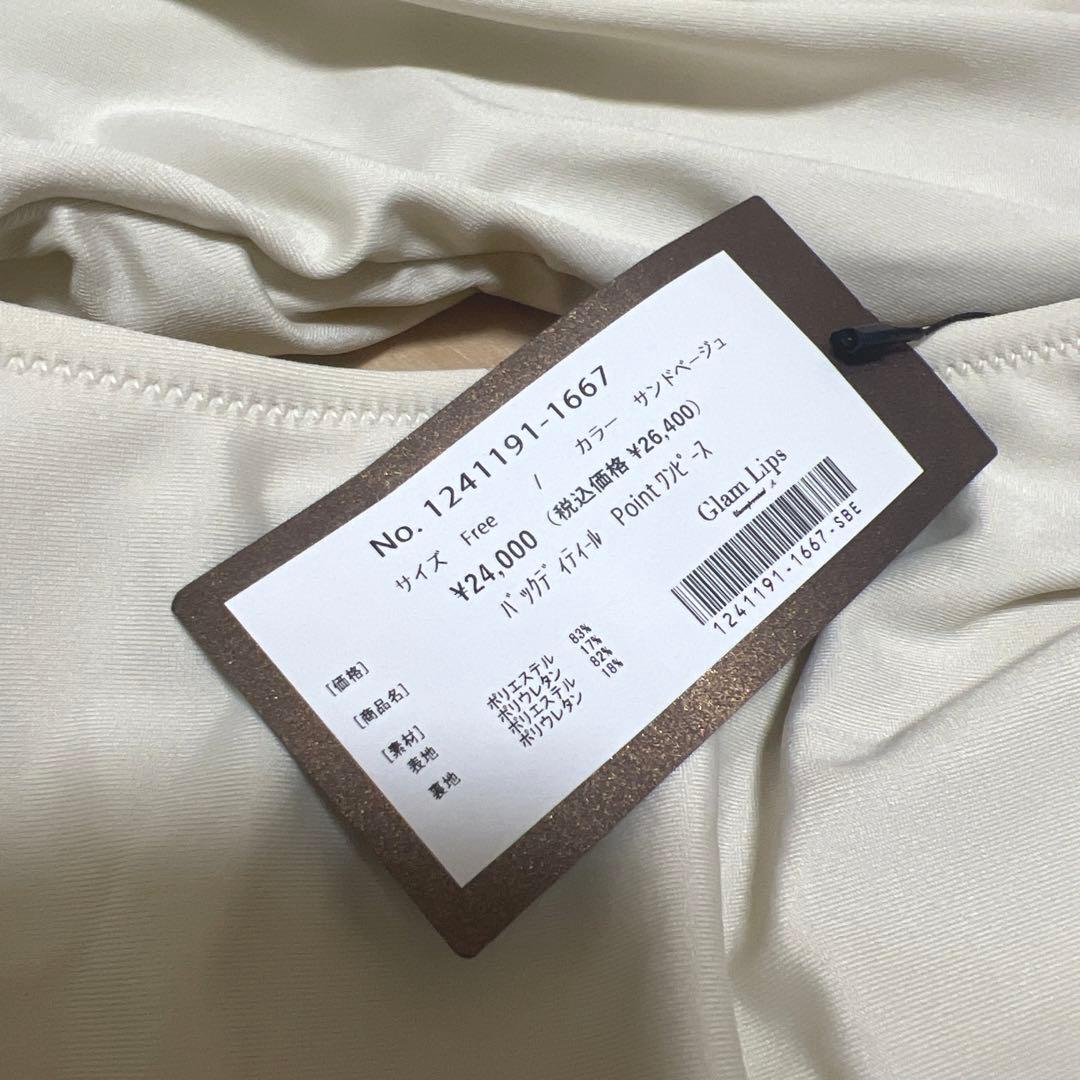 No. 1241191-1667
サイズ Free / カラー サンドベージュ
[価格] ¥24,000 (税込価格 ¥26,400)
[商品名] バックディテイール Pointワンピース
[素材]
表地 ポリエステル 83%
ポリウレタン 17%
裏地 ポリエステル 82%
ポリウレタン 18%
Glam Lips
1241191-1667-SBE